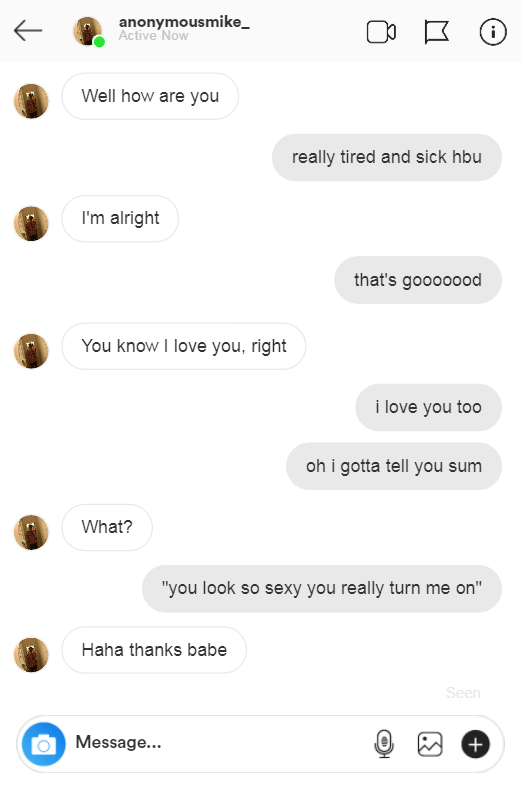 anonymousmike_
Active Now
Well how are you
really tired and sick hbu
I'm alright
that's gooooood
You know I love you, right
i love you too
oh i gotta tell you sum
What?
"you look so sexy you really turn me on"
Haha thanks babe
Seen
Message...